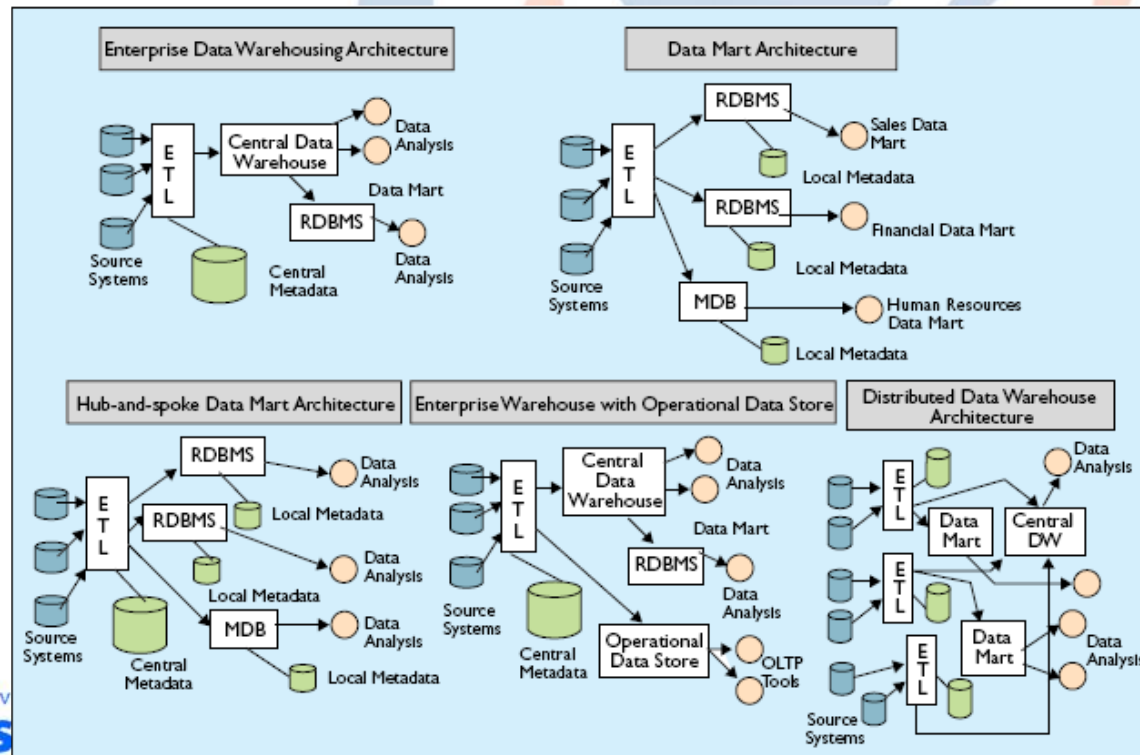 Enterprise Data Warehousing Architecture
E
T
L
Central Data
Warehouse
Data
Analysis
Data Mart
RDBMS
Data
Analysis
Source
Systems
Central
Metadata
Data Mart Architecture
E
T
L
RDBMS
Sales Data
Mart
Local Metadata
RDBMS
Financial Data Mart
Local Metadata
MDB
Human Resources
Data Mart
Local Metadata
Source
Systems
Hub-and-spoke Data Mart Architecture
E
T
L
RDBMS
Data
Analysis
Local Metadata
RDBMS
Data
Analysis
Local Metadata
MDB
Data
Analysis
Local Metadata
Source
Systems
Central
Metadata
Enterprise Warehouse with Operational Data Store
E
T
L
Central
Data
Warehouse
Data
Analysis
Data Mart
RDBMS
Data
Analysis
Operational
Data Store
OLTP
Tools
Source
Systems
Central
Metadata
Distributed Data Warehouse
Architecture
Data
Analysis
E
T
L
Data
Mart
Central
DW
E
T
L
Data
Mart
Data
Analysis
E
T
L
Source
Systems